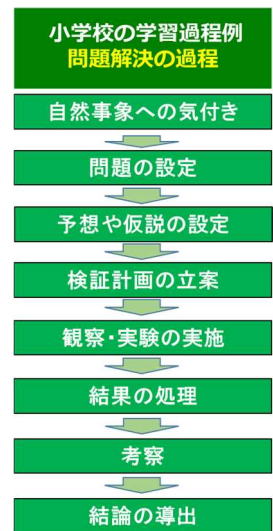 小学校の学習過程例
問題解決の過程
自然事象への気付き
問題の設定
予想や仮説の設定
検証計画の立案
観察・実験の実施
結果の処理
考察
結論の導出